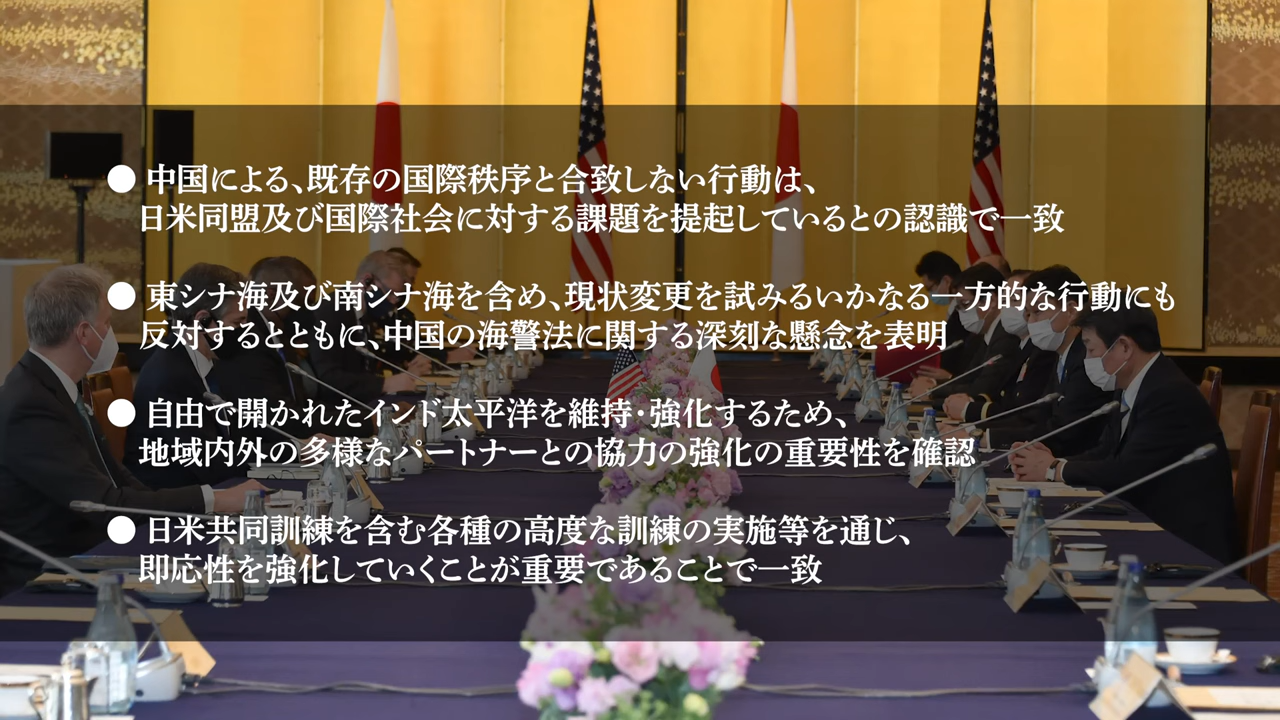 ● 中国による、既存の国際秩序と合致しない行動は、
日米同盟及び国際社会に対する課題を提起しているとの認識で一致
● 東シナ海及び南シナ海を含め、現状変更を試みるいかなる一方的な行動にも
反対するとともに、中国の海警法に関する深刻な懸念を表明
● 自由で開かれたインド太平洋を維持・強化するため、
地域内外の多様なパートナーとの協力の強化の重要性を確認
● 日米共同訓練を含む各種の高度な訓練の実施等を通じ、
即応性を強化していくことが重要であることで一致